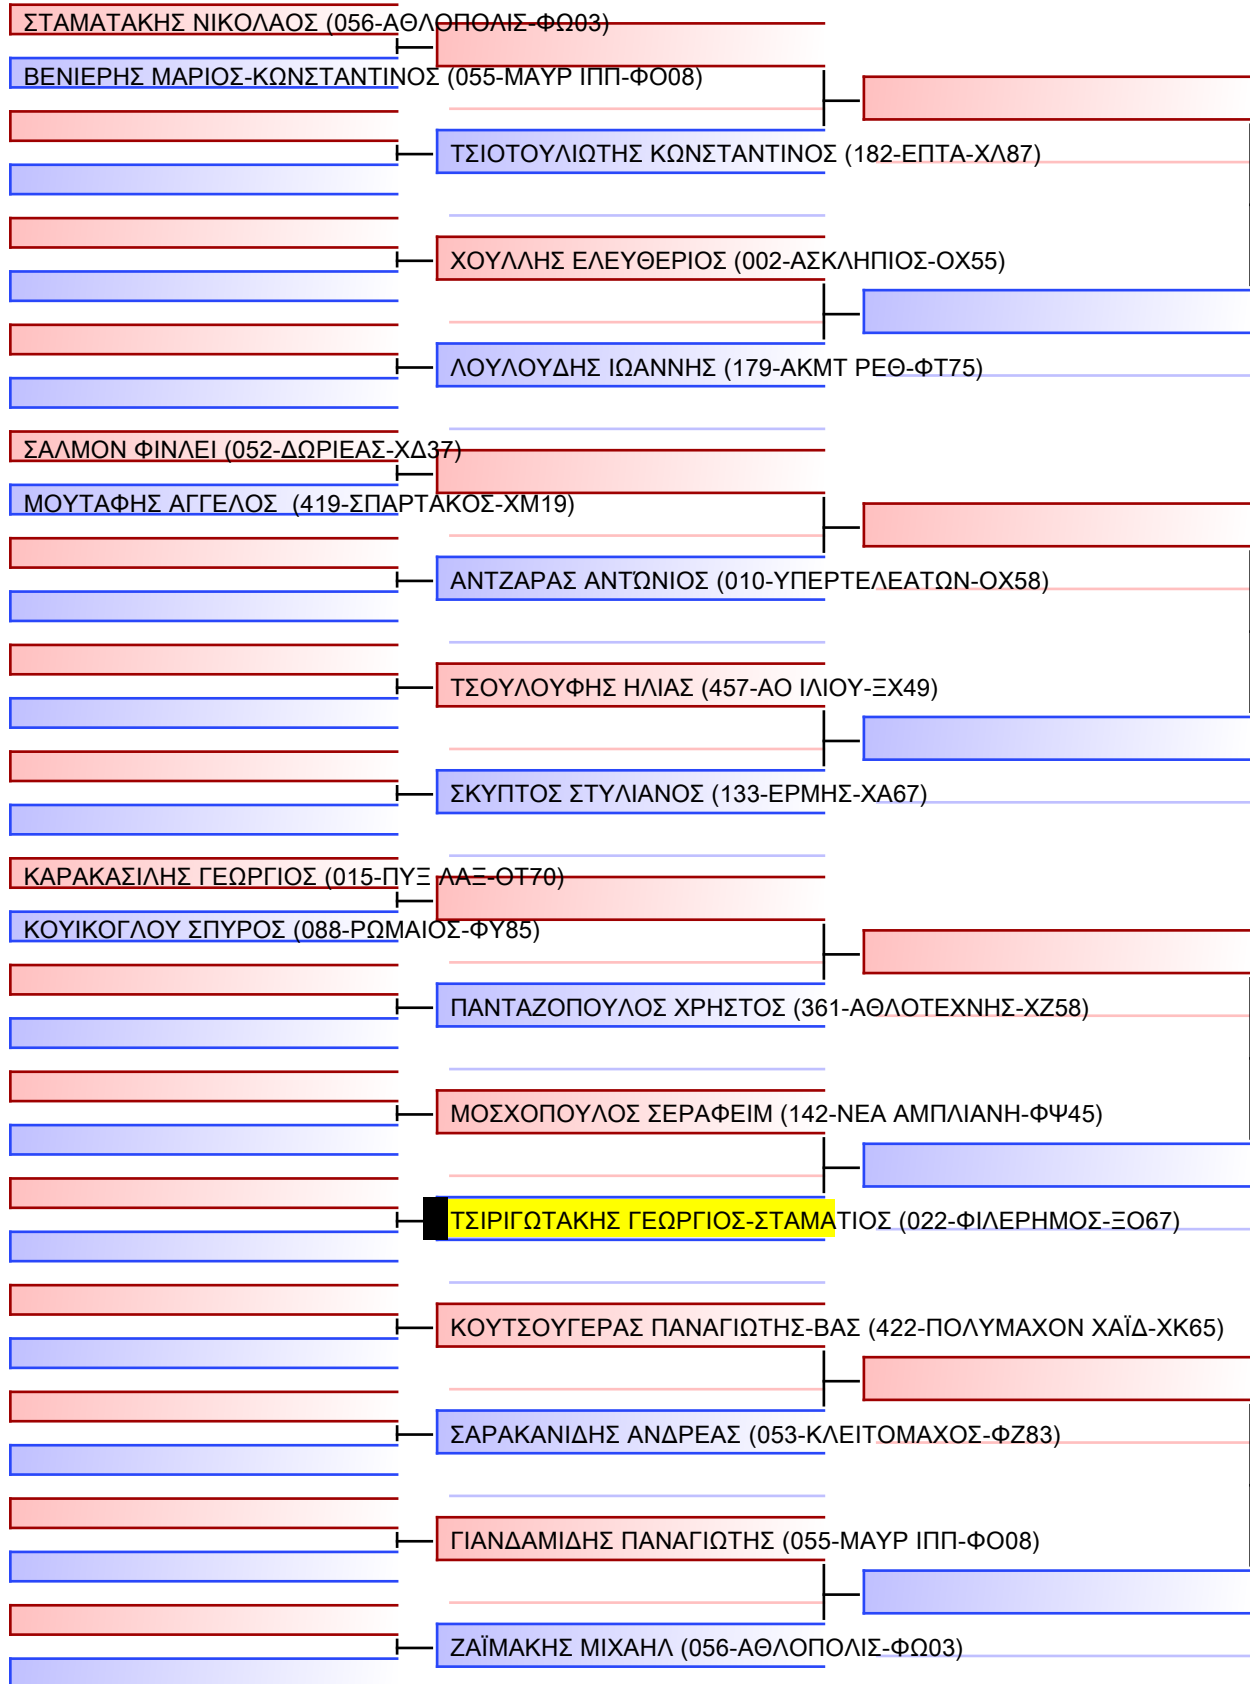 ΣΤΑΜΑΤΑΚΗΣ ΝΙΚΟΛΑΟΣ (056-ΑΘΛΟΠΟΛΙΣ-ΦΩ03)
ΒΕΝΙΕΡΗΣ ΜΑΡΙΟΣ-ΚΩΝΣΤΑΝΤΙΝΟΣ (055-ΜΑΥΡ ΙΠΠ-ΦΟ08)
ΤΣΙΟΤΟΥΛΙΩΤΗΣ ΚΩΝΣΤΑΝΤΙΝΟΣ (182-ΕΠΤΑ-ΧΛ87)
ΧΟΥΛΛΗΣ ΕΛΕΥΘΕΡΙΟΣ (002-ΑΣΚΛΗΠΙΟΣ-ΟΧ55)
ΛΟΥΛΟΥΔΗΣ ΙΩΑΝΝΗΣ (179-ΑΚΜΤ ΡΕΘ-ΦΤ75)
ΣΑΛΜΟΝ ΦΙΝΛΕΙ (052-ΔΩΡΙΕΑΣ-ΧΔ37)
ΜΟΥΤΑΦΗΣ ΑΓΓΕΛΟΣ  (419-ΣΠΑΡΤΑΚΟΣ-ΧΜ19)
ΑΝΤΖΑΡΑΣ ΑΝΤΏΝΙΟΣ (010-ΥΠΕΡΤΕΛΕΑΤΩΝ-ΟΧ58)
ΤΣΟΥΛΟΥΦΗΣ ΗΛΙΑΣ (457-ΑΟ ΙΛΙΟΥ-ΞΧ49)
ΣΚΥΠΤΟΣ ΣΤΥΛΙΑΝΟΣ (133-ΕΡΜΗΣ-ΧΑ67)
ΚΑΡΑΚΑΣΙΛΗΣ ΓΕΩΡΓΙΟΣ (015-ΠΥΞ ΛΑΞ-ΟΤ70)
ΚΟΥΙΚΟΓΛΟΥ ΣΠΥΡΟΣ (088-ΡΩΜΑΙΟΣ-ΦΥ85)
ΠΑΝΤΑΖΟΠΟΥΛΟΣ ΧΡΗΣΤΟΣ (361-ΑΘΛΟΤΕΧΝΗΣ-ΧΖ58)
ΜΟΣΧΟΠΟΥΛΟΣ ΣΕΡΑΦΕΙΜ (142-ΝΕΑ ΑΜΠΛΙΑΝΗ-ΦΨ45)
ΤΣΙΡΙΓΩΤΑΚΗΣ ΓΕΩΡΓΙΟΣ-ΣΤΑΜΑΤΙΟΣ (022-ΦΙΛΕΡΗΜΟΣ-ΞΟ67)
ΚΟΥΤΣΟΥΓΕΡΑΣ ΠΑΝΑΓΙΩΤΗΣ-ΒΑΣ (422-ΠΟΛΥΜΑΧΟΝ ΧΑΪΔ-ΧΚ65)
ΣΑΡΑΚΑΝΙΔΗΣ ΑΝΔΡΕΑΣ (053-ΚΛΕΙΤΟΜΑΧΟΣ-ΦΖ83)
ΓΙΑΝΔΑΜΙΔΗΣ ΠΑΝΑΓΙΩΤΗΣ (055-ΜΑΥΡ ΙΠΠ-ΦΟ08)
ΖΑΪΜΑΚΗΣ ΜΙΧΑΗΛ (056-ΑΘΛΟΠΟΛΙΣ-ΦΩ03)